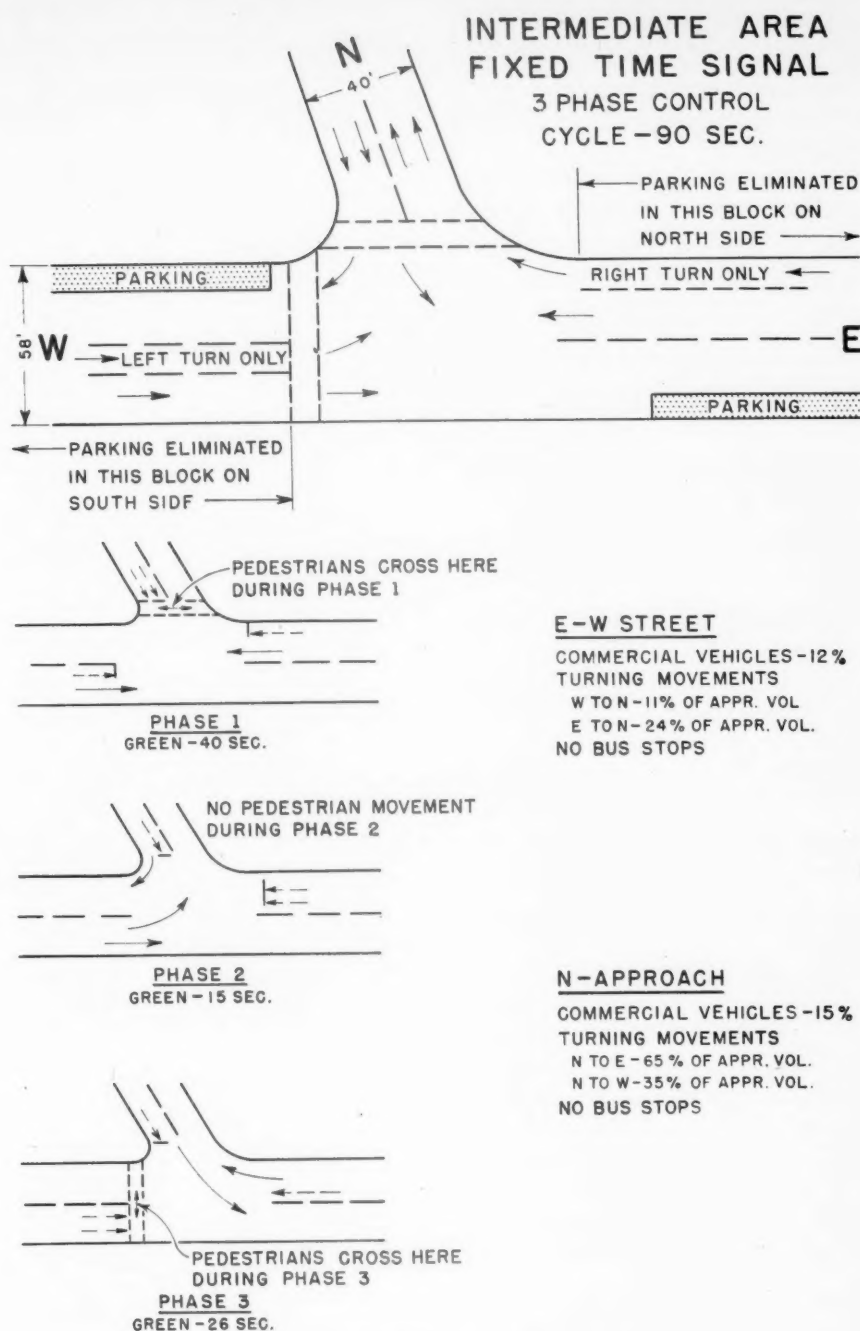 INTERMEDIATE AREA
FIXED TIME SIGNAL
3 PHASE CONTROL
CYCLE-90 SEC.
N
40'
PARKING ELIMINATED
IN THIS BLOCK ON
NORTH SIDE
PARKING
RIGHT TURN ONLY
58'
W
LEFT TURN ONLY
E
PARKING
PARKING ELIMINATED
IN THIS BLOCK ON
SOUTH SIDF
PEDESTRIANS CROSS HERE
DURING PHASE 1
PHASE 1
GREEN-40 SEC.
E-W STREET
COMMERCIAL VEHICLES-12%
TURNING MOVEMENTS
W TO N-11% OF APPR. VOL
E TO N-24% OF APPR. VOL.
NO BUS STOPS
NO PEDESTRIAN MOVEMENT
DURING PHASE 2
PHASE 2
GREEN-15 SEC.
N-APPROACH
COMMERCIAL VEHICLES-15%
TURNING MOVEMENTS
N TO E-65% OF APPR. VOL.
N TO W-35% OF APPR. VOL.
NO BUS STOPS
PEDESTRIANS CROSS HERE
DURING PHASE 3
PHASE 3
GREEN-26 SEC.